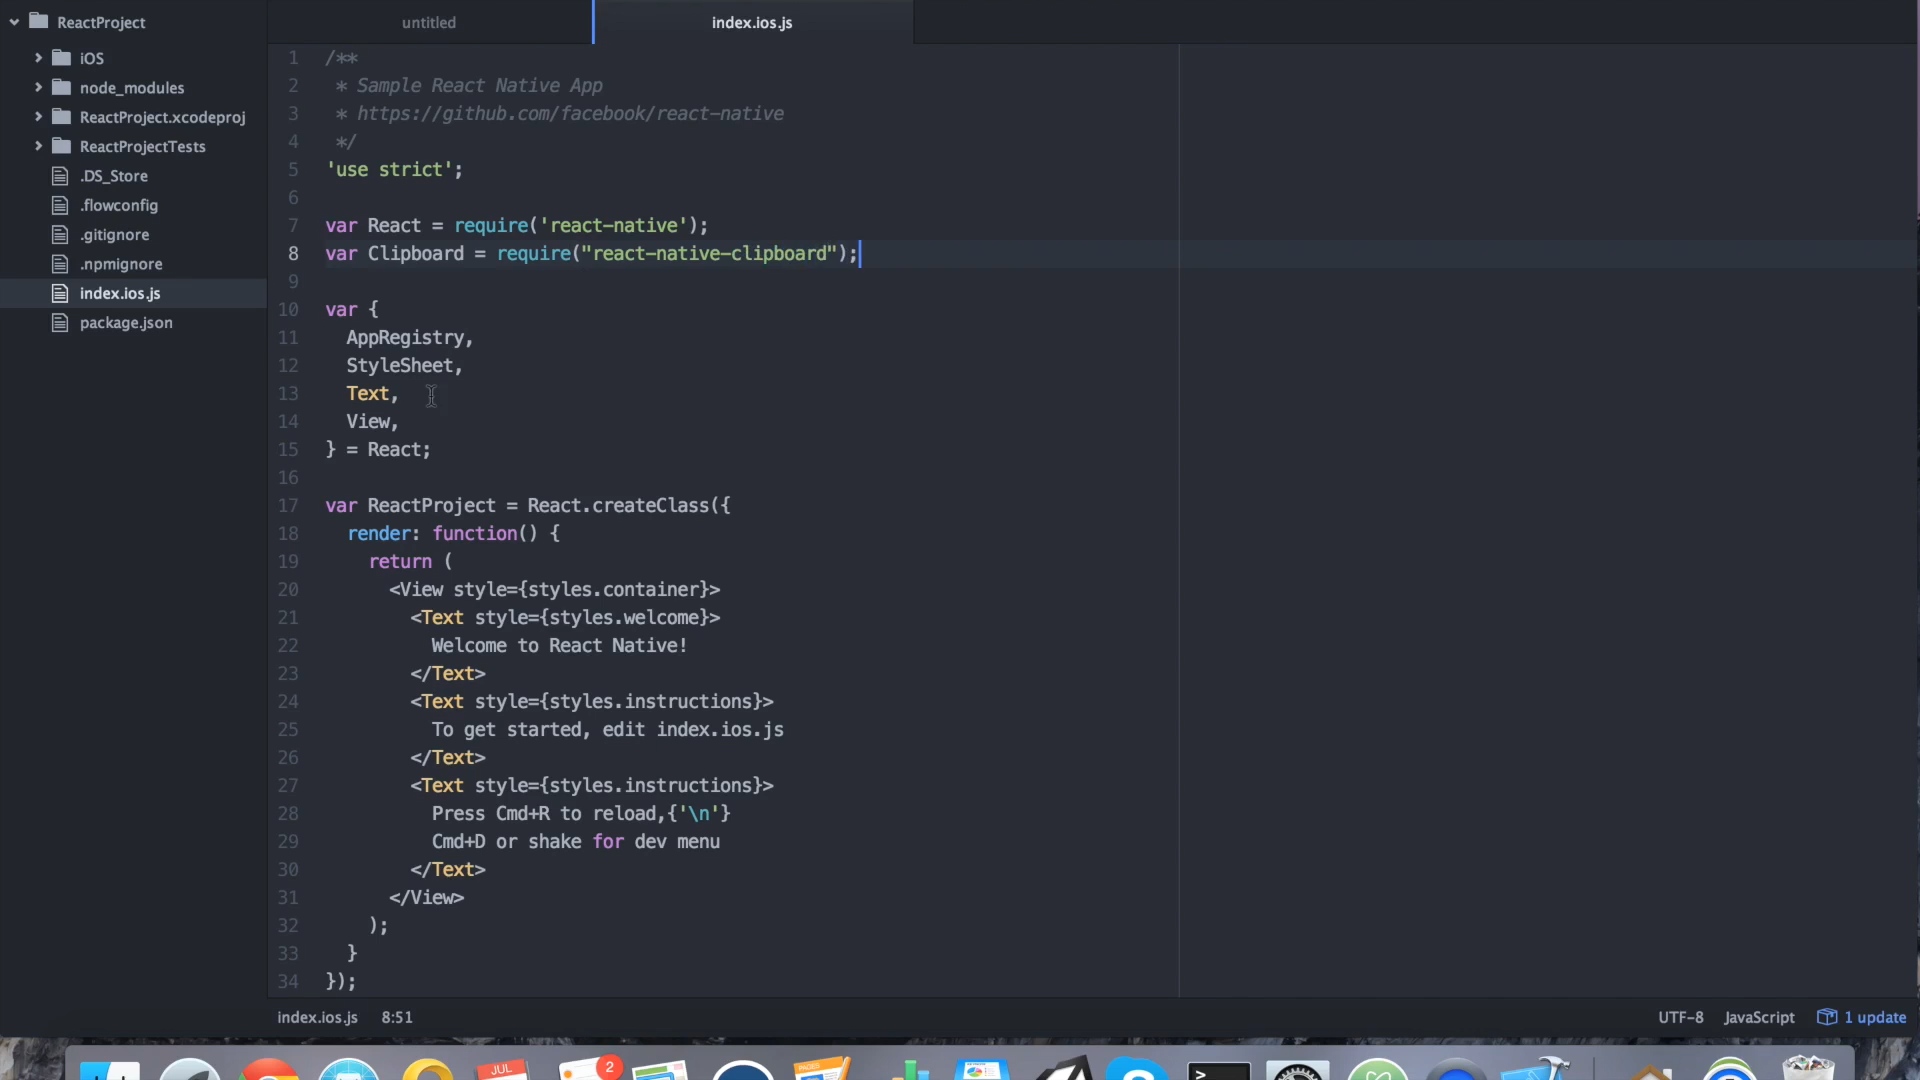 ReactProject
iOS
node_modules
ReactProject.xcodeproj
ReactProjectTests
.DS_Store
.flowconfig
.gitignore
.npmignore
index.ios.js
package.json
untitled
index.ios.js
1 /**
2  * Sample React Native App
3  * https://github.com/facebook/react-native
4  */
5 'use strict';
6
7 var React = require('react-native');
8 var Clipboard = require("react-native-clipboard");
9
10 var {
11   AppRegistry,
12   StyleSheet,
13   Text,
14   View,
15 } = React;
16
17 var ReactProject = React.createClass({
18   render: function() {
19     return (
20       <View style={styles.container}>
21         <Text style={styles.welcome}>
22           Welcome to React Native!
23         </Text>
24         <Text style={styles.instructions}>
25           To get started, edit index.ios.js
26         </Text>
27         <Text style={styles.instructions}>
28           Press Cmd+R to reload,{'\n'}
29           Cmd+D or shake for dev menu
30         </Text>
31       </View>
32     );
33   }
34 });
index.ios.js 8:51
UTF-8 JavaScript 1 update
JUL
2
PAGES